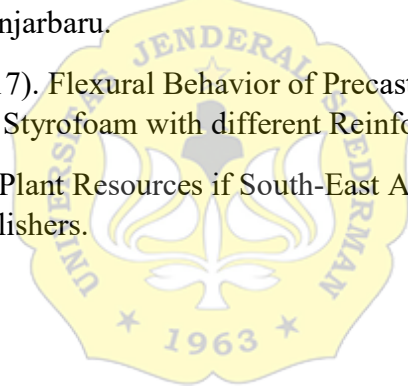 njarbaru.
17). Flexural Behavior of Precast
Styrofoam with different Reinfo
Plant Resources if South-East A
lishers.
UNIVERSITAS JENDERAL SOEDIRMAN
1963